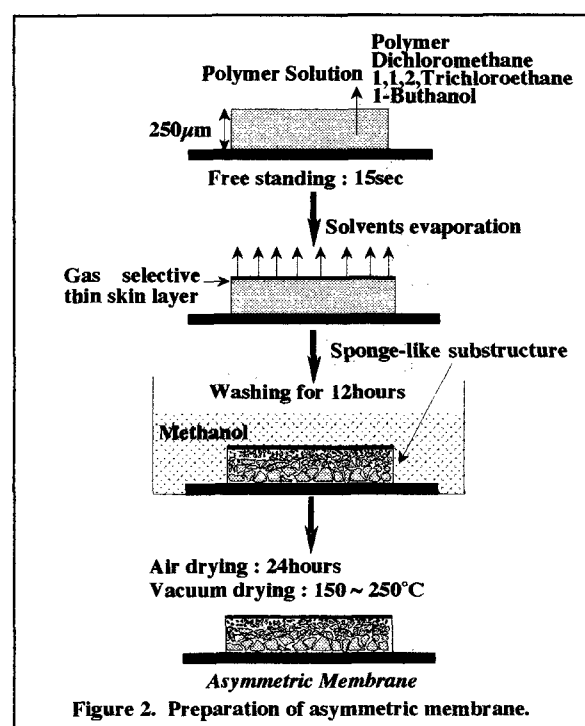 Polymer
Dichloromethane
Polymer Solution 1,1,2,Trichloroethane
1-Buthanol
250μm
Free standing : 15sec
Solvents evaporation
Gas selective
thin skin layer
Sponge-like substructure
Washing for 12hours
Methanol
Air drying : 24hours
Vacuum drying : 150 ~ 250°C
Asymmetric Membrane
Figure 2. Preparation of asymmetric membrane.